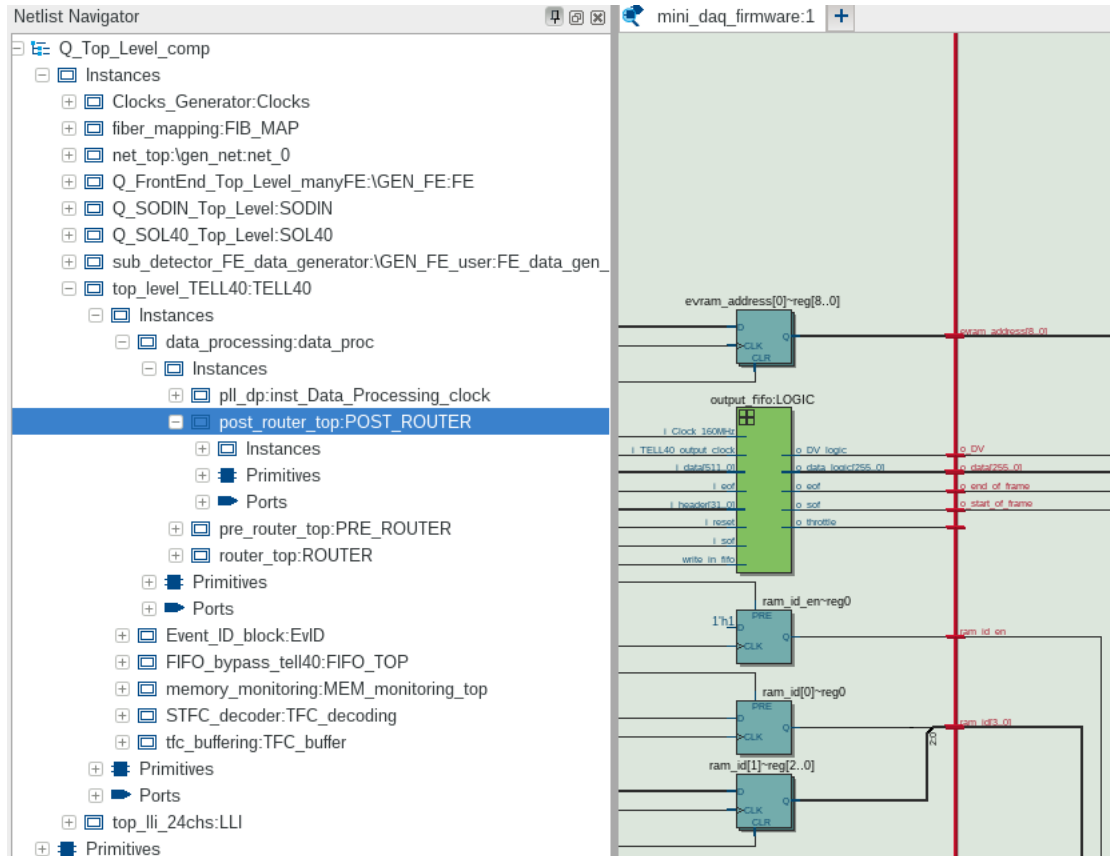 Netlist Navigator
Q_Top_Level_comp
Instances
Clocks_Generator:Clocks
fiber_mapping:FIB_MAP
net_top:\gen_net:net_0
Q_FrontEnd_Top_Level_manyFE:\GEN_FE:FE
Q_SODIN_Top_Level:SODIN
Q_SOL40_Top_Level:SOL40
sub_detector_FE_data_generator:\GEN_FE_user:FE_data_gen_
top_level_TELL40:TELL40
Instances
data_processing:data_proc
Instances
pll_dp:inst_Data_Processing_clock
post_router_top:POST_ROUTER
Instances
Primitives
Ports
pre_router_top:PRE_ROUTER
router_top:ROUTER
Primitives
Ports
Event_ID_block:EvID
FIFO_bypass_tell40:FIFO_TOP
memory_monitoring:MEM_monitoring_top
STFC_decoder:TFC_decoding
tfc_buffering:TFC_buffer
Primitives
Ports
top_lli_24chs:LLI
Primitives
mini_daq_firmware:1
evram_address[0]~reg[8..0]
D
CLK
CLR
Q
evram_address[8..0]
output_fifo:LOGIC
i_Clock_160MHz
i_TELL40_output_clock
i_data[511..0]
i_eof
i_header[31..0]
i_reset
i_sof
write_in_fifo
o_DV_logic
o_data_logic[255..0]
o_eof
o_sof
o_throttle
o_DV
o_data[255..0]
o_end_of_frame
o_start_of_frame
ram_id_en~reg0
PRE
1'h1
D
CLK
Q
ram_id_en
ram_id[0]~reg0
PRE
D
CLK
Q
ram_id[3..0]
2:0
ram_id[1]~reg[2..0]
D
CLK
CLR
Q